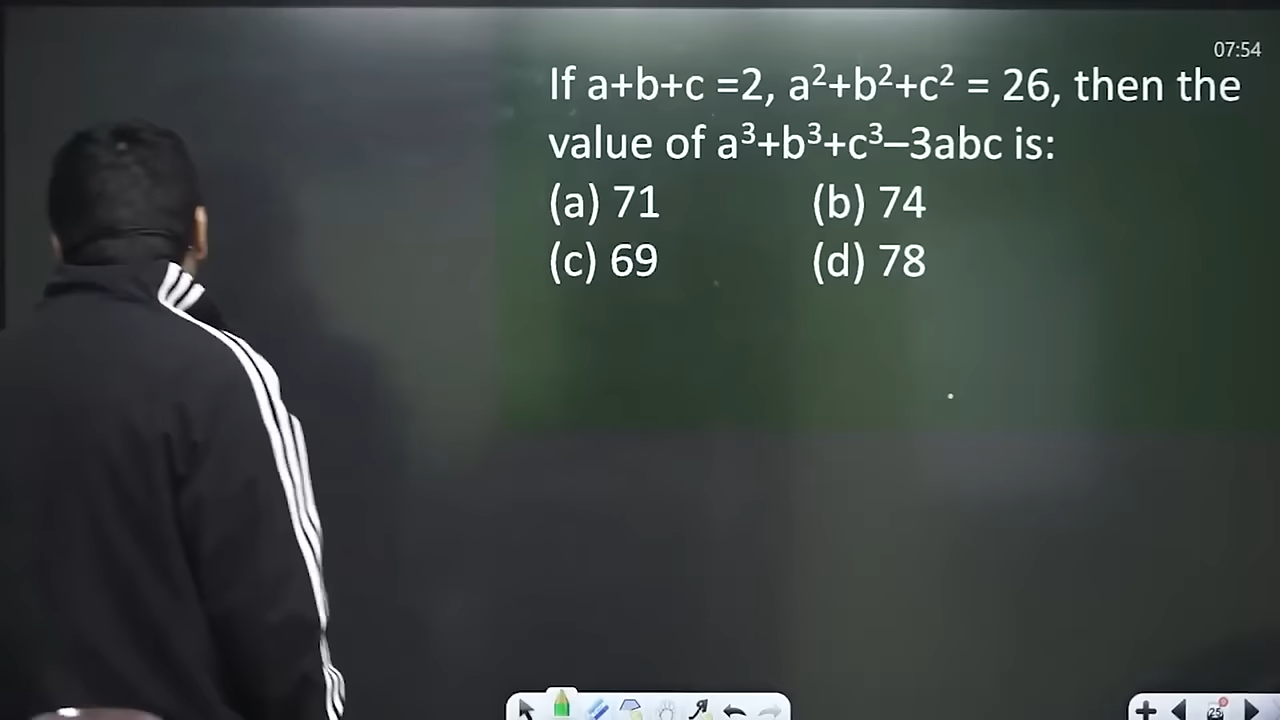 07:54
If a+b+c =2, a²+b²+c² = 26, then the
value of a³+b³+c³–3abc is:
(a) 71 (b) 74
(c) 69 (d) 78
25